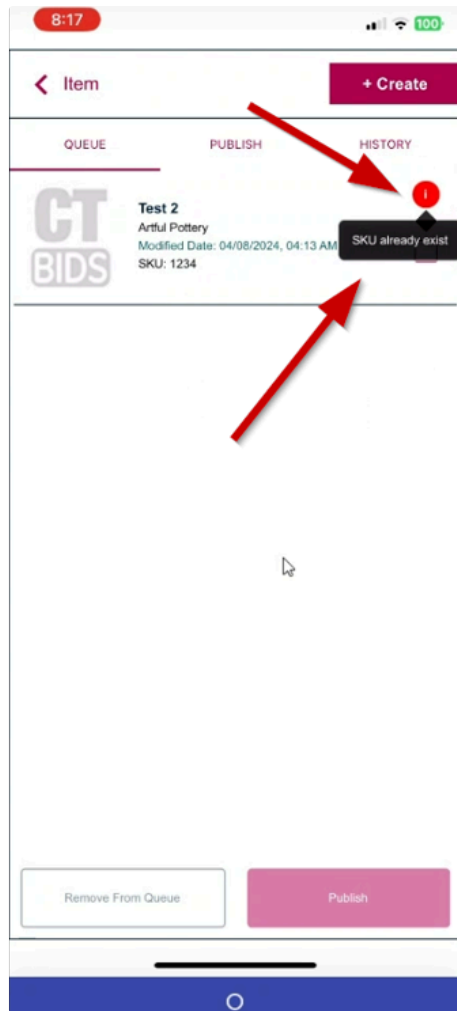 8:17
100
Item
+ Create
QUEUE PUBLISH HISTORY
CT
BIDS
Test 2
Artful Pottery
Modified Date: 04/08/2024, 04:13 AM
SKU: 1234
i
SKU already exist
Remove From Queue
Publish